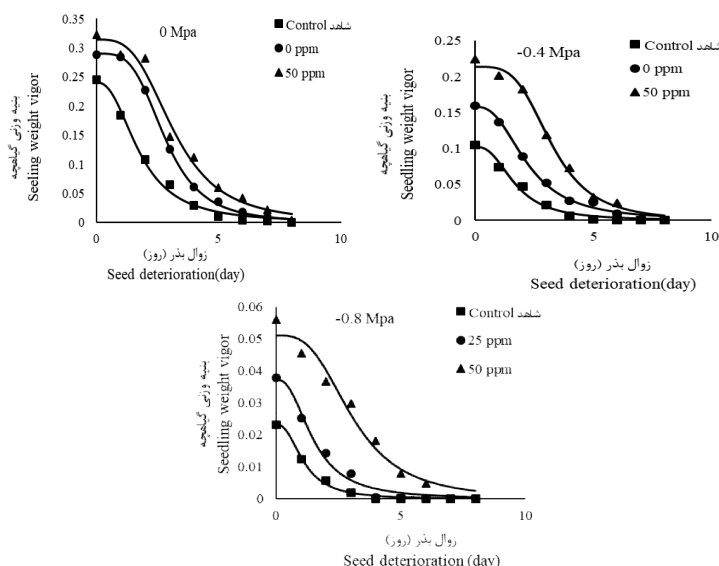 0 Mpa
0.35
0.3
0.25
0.2
0.15
0.1
0.05
0
Control شاهد
0 ppm
50 ppm
بنیه وزنی گیاهچه
Seeling weight vigor
0
5
10
زوال بذر (روز)
Seed deterioration(day)
-0.4 Mpa
0.25
0.2
0.15
0.1
0.05
0
Control شاهد
0 ppm
50 ppm
بنیه وزنی گیاهچه
Seedling weight vigor
0
5
10
زوال بذر (روز)
Seed deterioration(day)
-0.8 Mpa
0.06
0.05
0.04
0.03
0.02
0.01
0
Control شاهد
25 ppm
50 ppm
بنیه وزنی گیاهچه
Seedling weight vigor
0
5
10
زوال بذر (روز)
Seed deterioration (day)